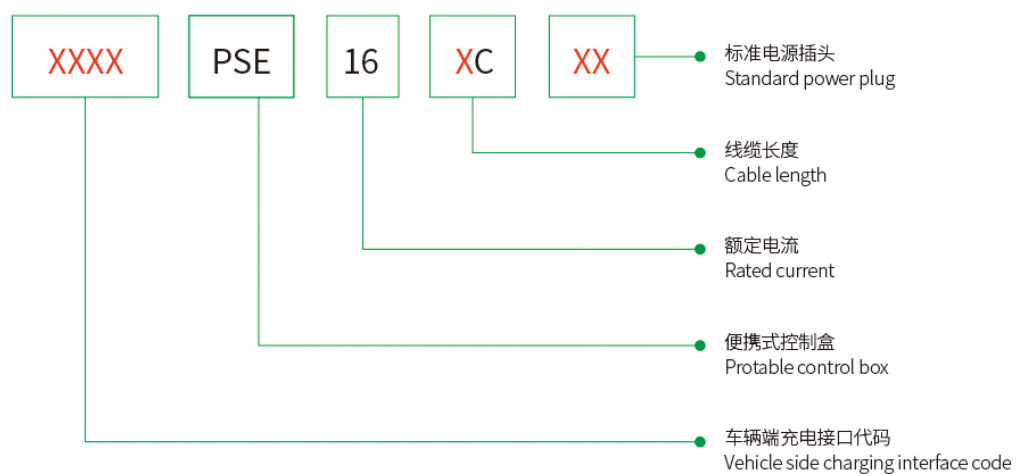 XXXX PSE 16 XC XX
标准电源插头
Standard power plug
线缆长度
Cable length
额定电流
Rated current
便携式控制盒
Protable control box
车辆端充电接口代码
Vehicle side charging interface code